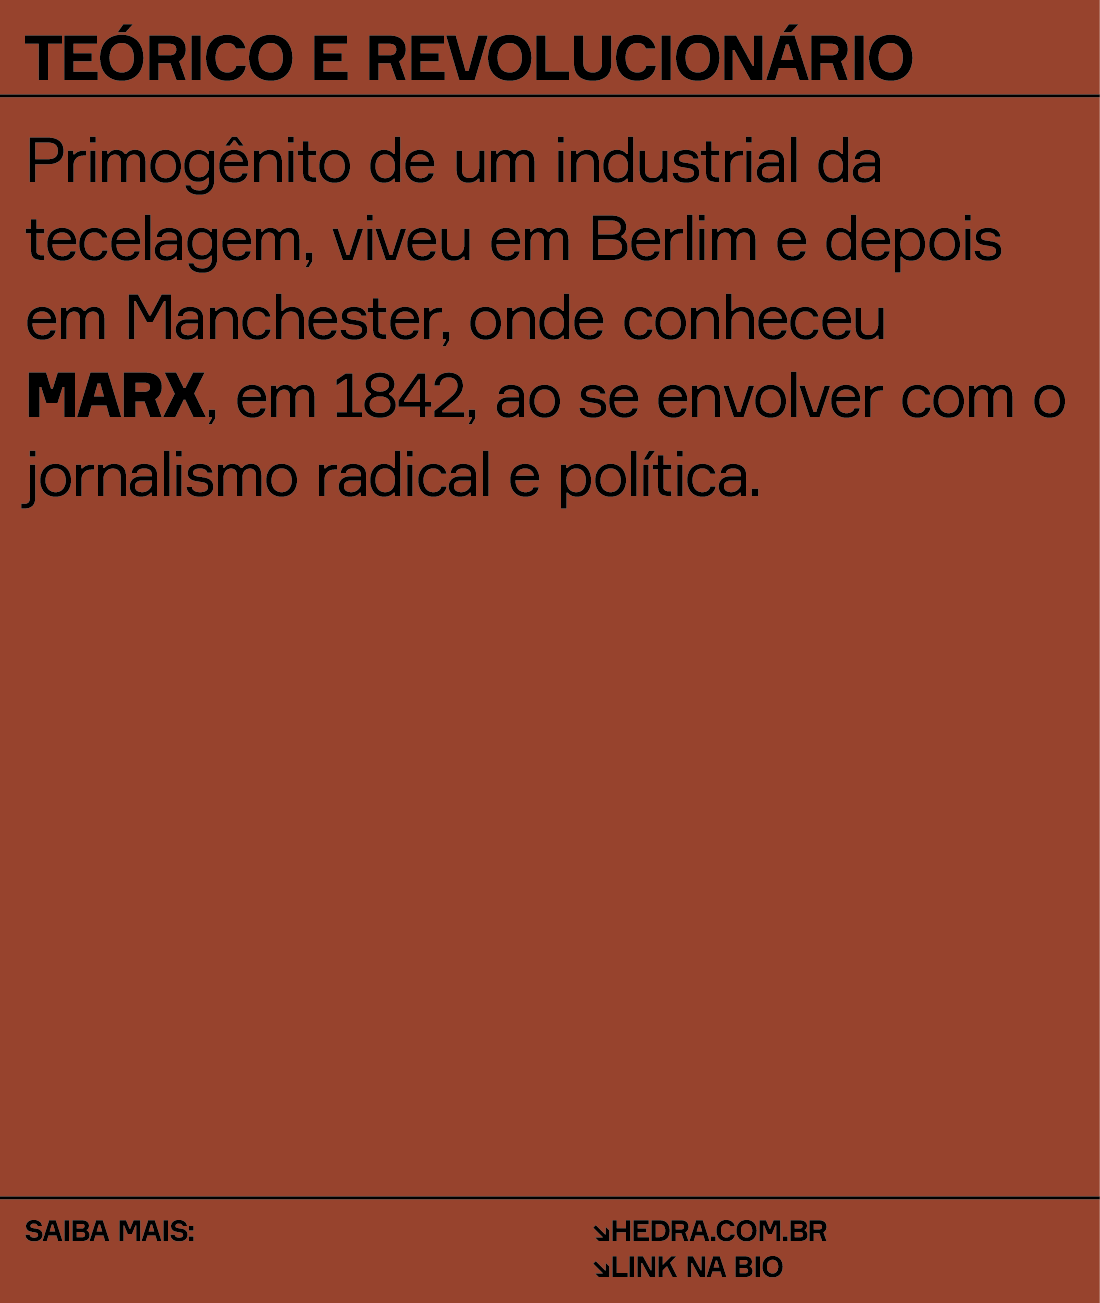 TEÓRICO E REVOLUCIONÁRIO
Primogênito de um industrial da
tecelagem, viveu em Berlim e depois
em Manchester, onde conheceu
MARX, em 1842, ao se envolver com o
jornalismo radical e política.
SAIBA MAIS:
↘HEDRA.COM.BR
↘LINK NA BIO